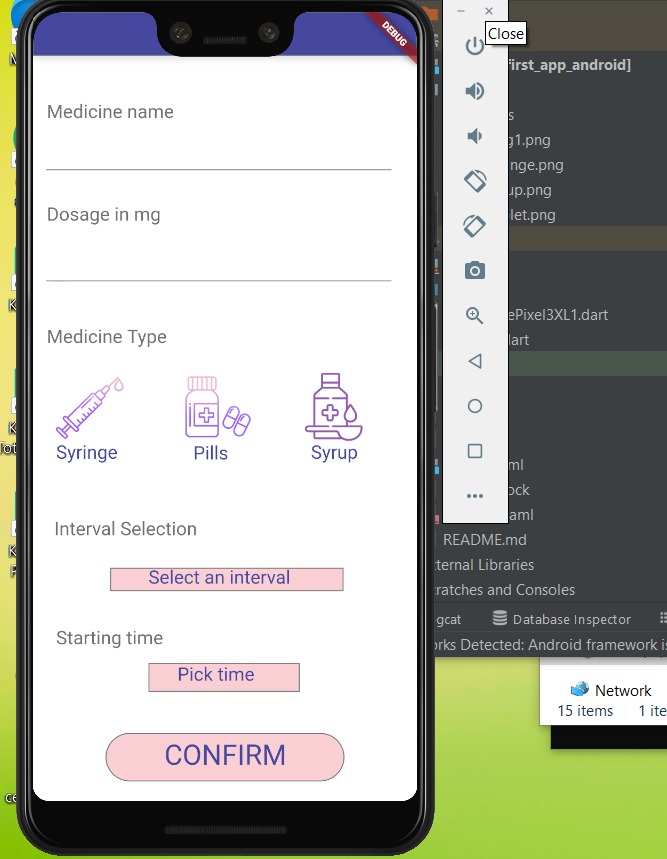 DEBUG
Close
Medicine name
Dosage in mg
Medicine Type
Syringe
Pills
Syrup
Interval Selection
Select an interval
Starting time
Pick time
CONFIRM
first_app_android]
g1.png
nge.png
up.png
let.png
ePixel3XL1.dart
lart
ml
ock
aml
README.md
ternal Libraries
ratches and Consoles
gcat
Database Inspector
orks Detected: Android framework is
Network
15 items
1 ite